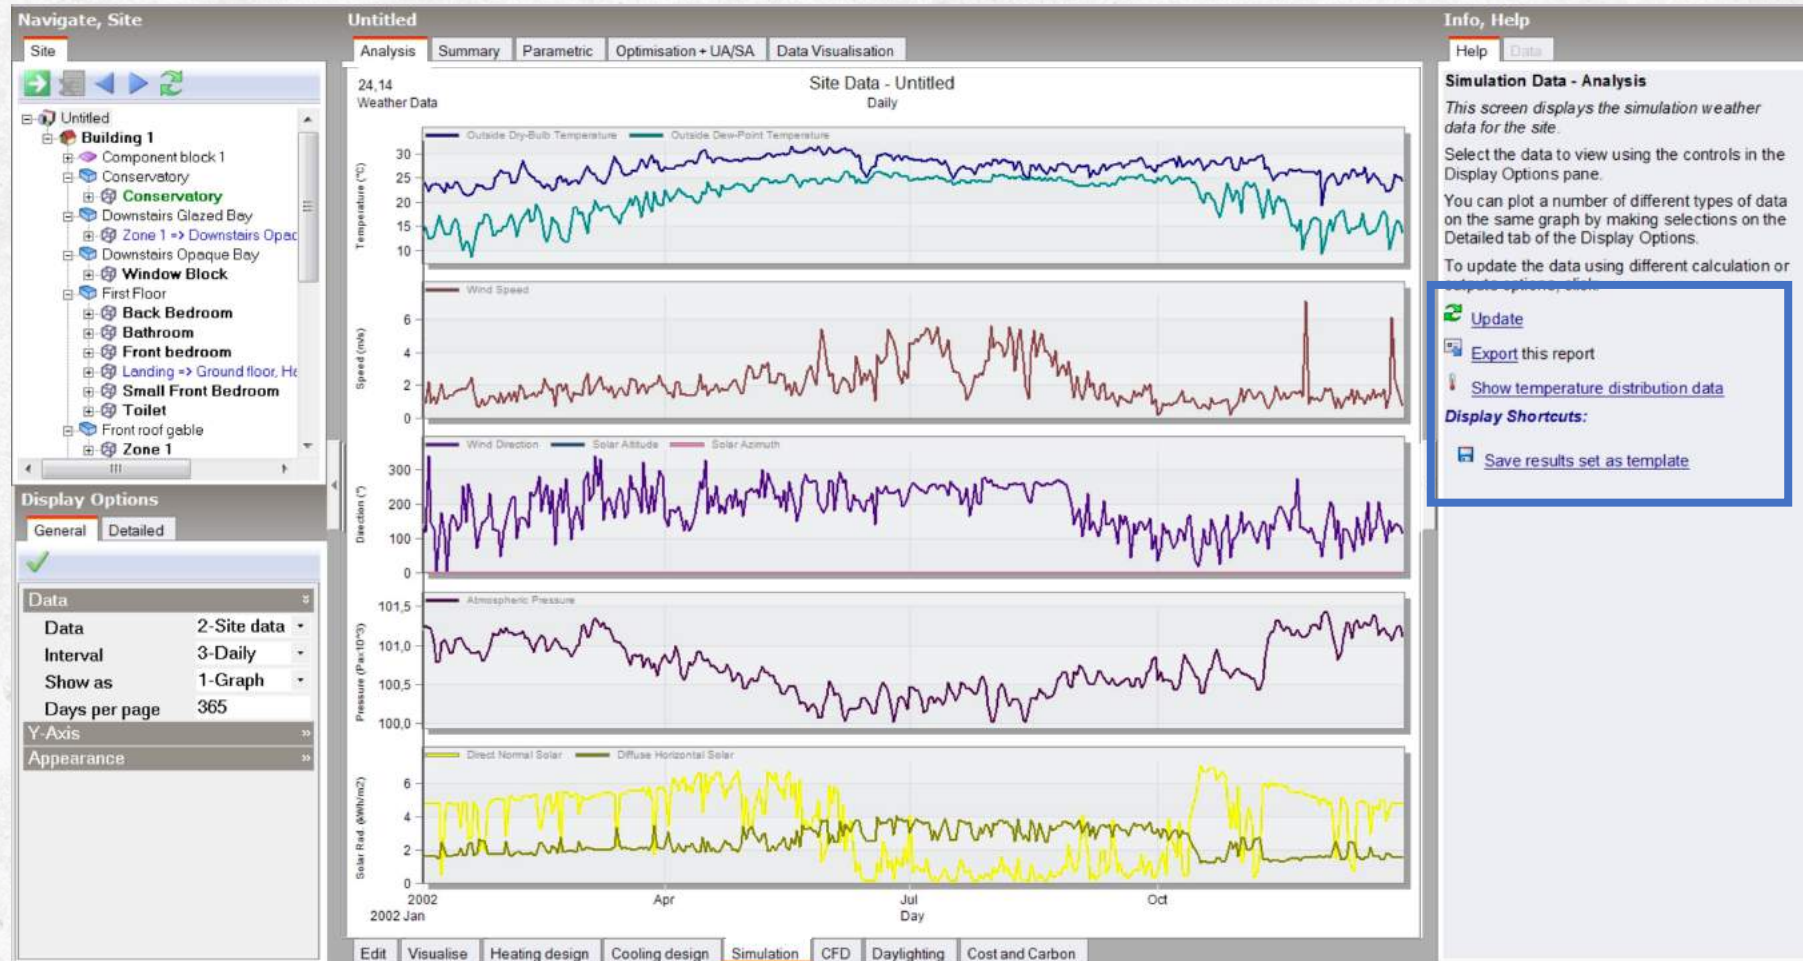 Navigate, Site
Site
Untitled
Building 1
Component block 1
Conservatory
Conservatory
Downstairs Glazed Bay
Zone 1 => Downstairs Opac
Downstairs Opaque Bay
Window Block
First Floor
Back Bedroom
Bathroom
Front bedroom
Landing => Ground floor, Ha
Small Front Bedroom
Toilet
Front roof gable
Zone 1
Display Options
General Detailed
Data
Data 2-Site data
Interval 3-Daily
Show as 1-Graph
Days per page 365
Y-Axis
Appearance
Untitled
Analysis Summary Parametric Optimisation + UA/SA Data Visualisation
24,14 Site Data - Untitled
Weather Data Daily
Outside Dry-Bulb Temperature Outside Dew-Point Temperature
Temperature (°C)
30
25
20
15
10
Wind Speed
Speed (m/s)
6
4
2
0
Wind Direction Solar Altitude Solar Azimuth
Direction (°)
300
200
100
0
Atmospheric Pressure
Pressure (Pax10^3)
101,5
101,0
100,5
100,0
Direct Normal Solar Diffuse Horizontal Solar
Solar Rad. (kWh/m2)
6
4
2
0
2002 Apr Jul Oct
2002 Jan Day
Edit Visualise Heating design Cooling design Simulation CFD Daylighting Cost and Carbon
Info, Help
Help Data
Simulation Data - Analysis
This screen displays the simulation weather
data for the site.
Select the data to view using the controls in the
Display Options pane.
You can plot a number of different types of data
on the same graph by making selections on the
Detailed tab of the Display Options.
To update the data using different calculation or
outputs options, click:
Update
Export this report
Show temperature distribution data
Display Shortcuts:
Save results set as template